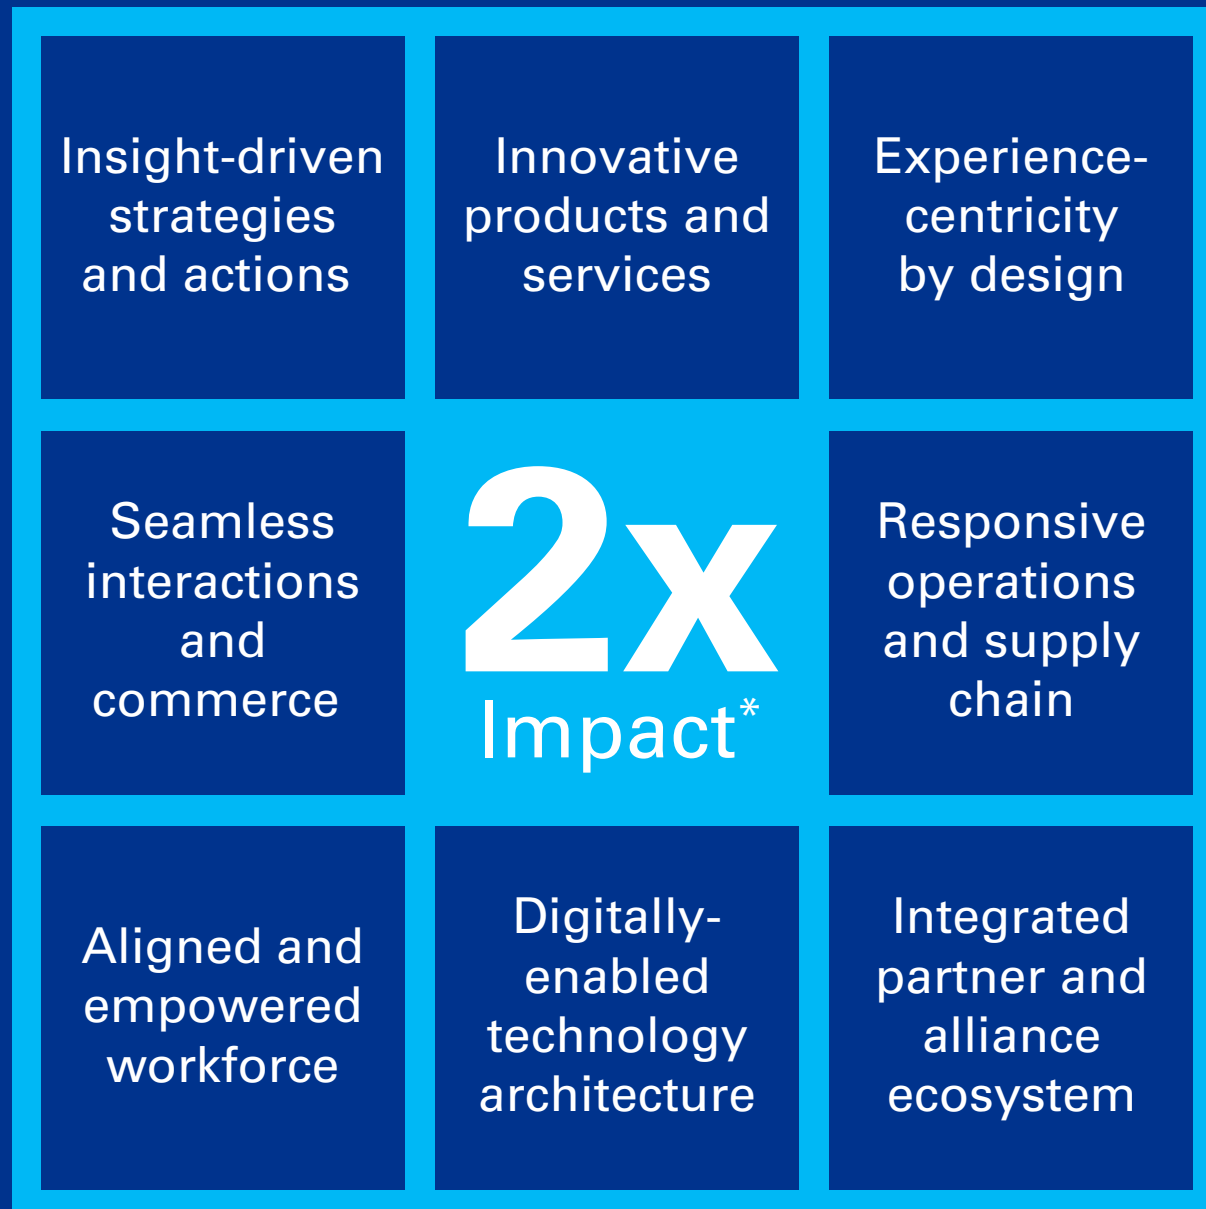 Insight-driven
strategies
and actions
Innovative
products and
services
Experience-
centricity
by design
Seamless
interactions
and
commerce
2x
Impact*
Responsive
operations
and supply
chain
Aligned and
empowered
workforce
Digitally-
enabled
technology
architecture
Integrated
partner and
alliance
ecosystem